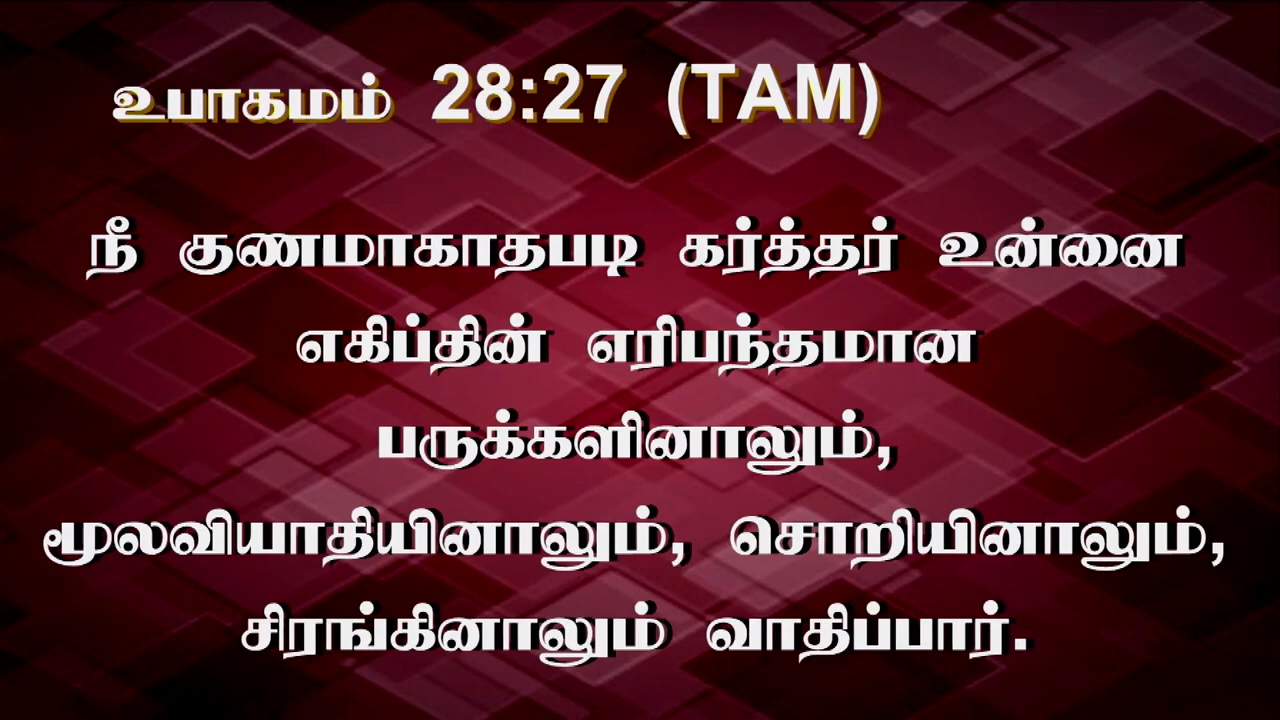 உபாகமம் 28:27 (TAM)
நீ குணமாகாதபடி கர்த்தர் உன்னை
எகிப்தின் எரிபந்தமான
பருக்களினாலும்,
மூலவியாதியினாலும், சொறியினாலும்,
சிரங்கினாலும் வாதிப்பார்.